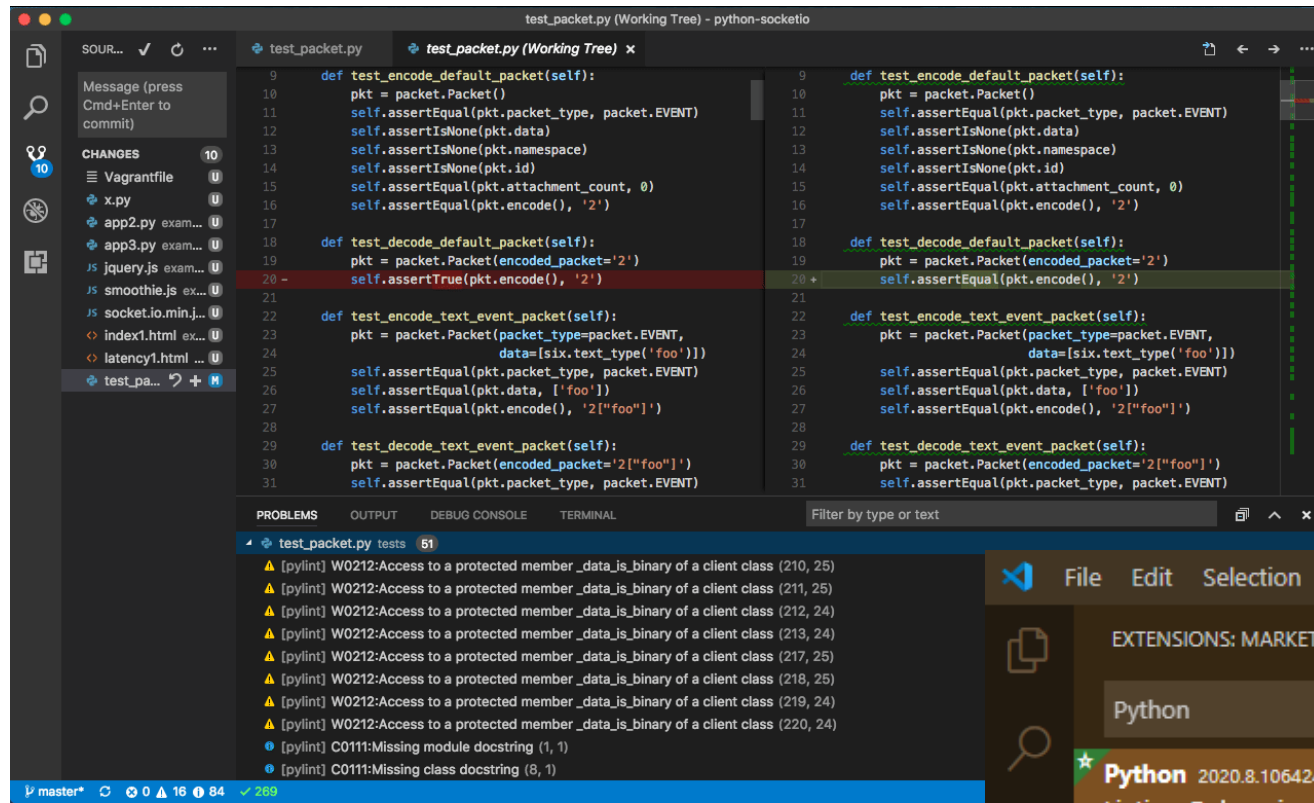 test_packet.py (Working Tree) - python-socketio
SOUR... ✓ ···
test_packet.py
test_packet.py (Working Tree) ×
Message (press
Cmd+Enter to
commit)
CHANGES 10
10
Vagrantfile U
x.py U
app2.py exam... U
app3.py exam... U
JS jquery.js exam... U
JS smoothie.js ex... U
JS socket.io.min.j... U
<> index1.html ex... U
<> latency1.html ... U
test_pa... M
9 def test_encode_default_packet(self):
10 pkt = packet.Packet()
11 self.assertEqual(pkt.packet_type, packet.EVENT)
12 self.assertIsNone(pkt.data)
13 self.assertIsNone(pkt.namespace)
14 self.assertIsNone(pkt.id)
15 self.assertEqual(pkt.attachment_count, 0)
16 self.assertEqual(pkt.encode(), '2')
17
18 def test_decode_default_packet(self):
19 pkt = packet.Packet(encoded_packet='2')
20 - self.assertTrue(pkt.encode(), '2')
21
22 def test_encode_text_event_packet(self):
23 pkt = packet.Packet(packet_type=packet.EVENT,
24 data=[six.text_type('foo')])
25 self.assertEqual(pkt.packet_type, packet.EVENT)
26 self.assertEqual(pkt.data, ['foo'])
27 self.assertEqual(pkt.encode(), '2["foo"]')
28
29 def test_decode_text_event_packet(self):
30 pkt = packet.Packet(encoded_packet='2["foo"]')
31 self.assertEqual(pkt.packet_type, packet.EVENT)
9 def test_encode_default_packet(self):
10 pkt = packet.Packet()
11 self.assertEqual(pkt.packet_type, packet.EVENT)
12 self.assertIsNone(pkt.data)
13 self.assertIsNone(pkt.namespace)
14 self.assertIsNone(pkt.id)
15 self.assertEqual(pkt.attachment_count, 0)
16 self.assertEqual(pkt.encode(), '2')
17
18 def test_decode_default_packet(self):
19 pkt = packet.Packet(encoded_packet='2')
20 + self.assertEqual(pkt.encode(), '2')
21
22 def test_encode_text_event_packet(self):
23 pkt = packet.Packet(packet_type=packet.EVENT,
24 data=[six.text_type('foo')])
25 self.assertEqual(pkt.packet_type, packet.EVENT)
26 self.assertEqual(pkt.data, ['foo'])
27 self.assertEqual(pkt.encode(), '2["foo"]')
28
29 def test_decode_text_event_packet(self):
30 pkt = packet.Packet(encoded_packet='2["foo"]')
31 self.assertEqual(pkt.packet_type, packet.EVENT)
PROBLEMS OUTPUT DEBUG CONSOLE TERMINAL Filter by type or text
test_packet.py tests 51
[pylint] W0212:Access to a protected member _data_is_binary of a client class (210, 25)
[pylint] W0212:Access to a protected member _data_is_binary of a client class (211, 25)
[pylint] W0212:Access to a protected member _data_is_binary of a client class (212, 24)
[pylint] W0212:Access to a protected member _data_is_binary of a client class (213, 24)
[pylint] W0212:Access to a protected member _data_is_binary of a client class (217, 25)
[pylint] W0212:Access to a protected member _data_is_binary of a client class (218, 25)
[pylint] W0212:Access to a protected member _data_is_binary of a client class (219, 24)
[pylint] W0212:Access to a protected member _data_is_binary of a client class (220, 24)
[pylint] C0111:Missing module docstring (1, 1)
[pylint] C0111:Missing class docstring (8, 1)
master* 0 16 84 ✓ 269
File Edit Selection
EXTENSIONS: MARKET
Python
Python 2020.8.10642